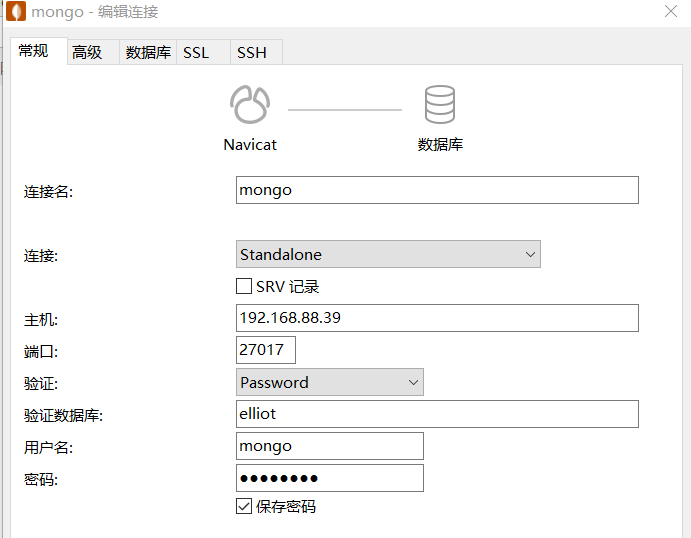 mongo - 编辑连接
常规 高级 数据库 SSL SSH
Navicat 数据库
连接名: mongo
连接: Standalone
SRV 记录
主机: 192.168.88.39
端口: 27017
验证: Password
验证数据库: elliot
用户名: mongo
密码: ●●●●●●●●
保存密码